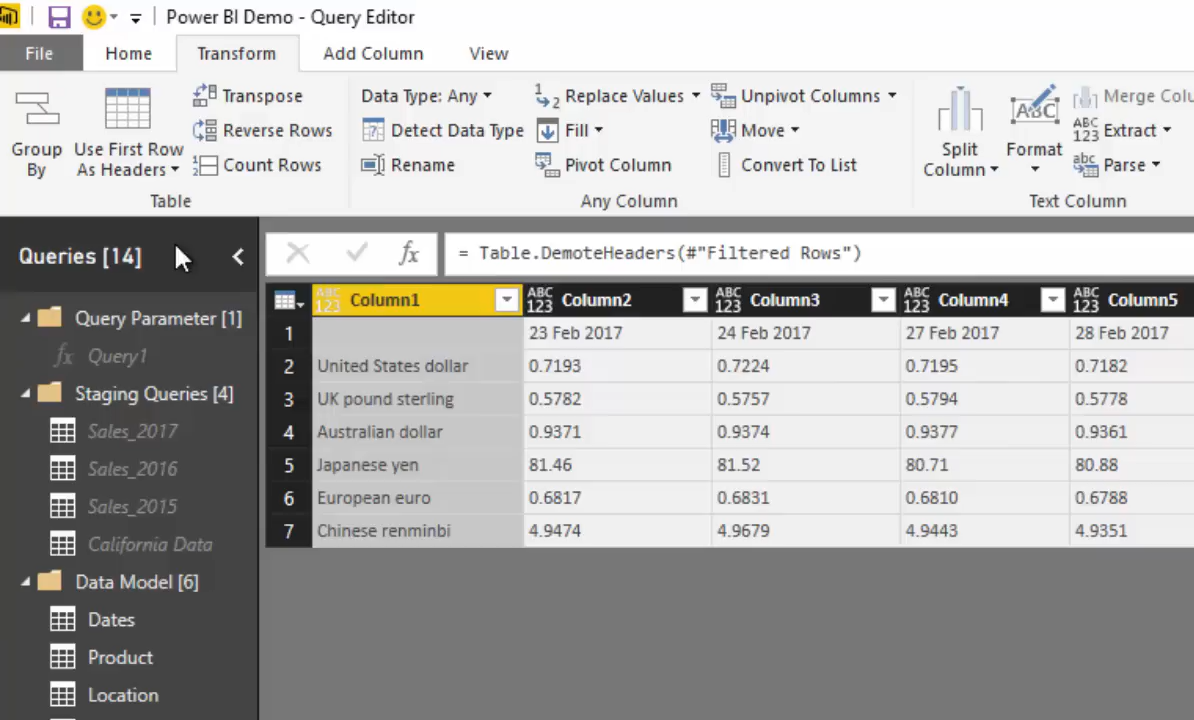 Power BI Demo - Query Editor
File Home Transform Add Column View
Group By
Use First Row As Headers
Transpose
Reverse Rows
Count Rows
Table
Data Type: Any
Detect Data Type
Rename
Replace Values
Fill
Pivot Column
Unpivot Columns
Move
Convert To List
Any Column
Split Column
Format
Merge Colu
Extract
Parse
Text Column
Queries [14]
= Table.DemoteHeaders(#"Filtered Rows")
Query Parameter [1]
Query1
Staging Queries [4]
Sales_2017
Sales_2016
Sales_2015
California Data
Data Model [6]
Dates
Product
Location
Column1 Column2 Column3 Column4 Column5
1 23 Feb 2017 24 Feb 2017 27 Feb 2017 28 Feb 2017
2 United States dollar 0.7193 0.7224 0.7195 0.7182
3 UK pound sterling 0.5782 0.5757 0.5794 0.5778
4 Australian dollar 0.9371 0.9374 0.9377 0.9361
5 Japanese yen 81.46 81.52 80.71 80.88
6 European euro 0.6817 0.6831 0.6810 0.6788
7 Chinese renminbi 4.9474 4.9679 4.9443 4.9351